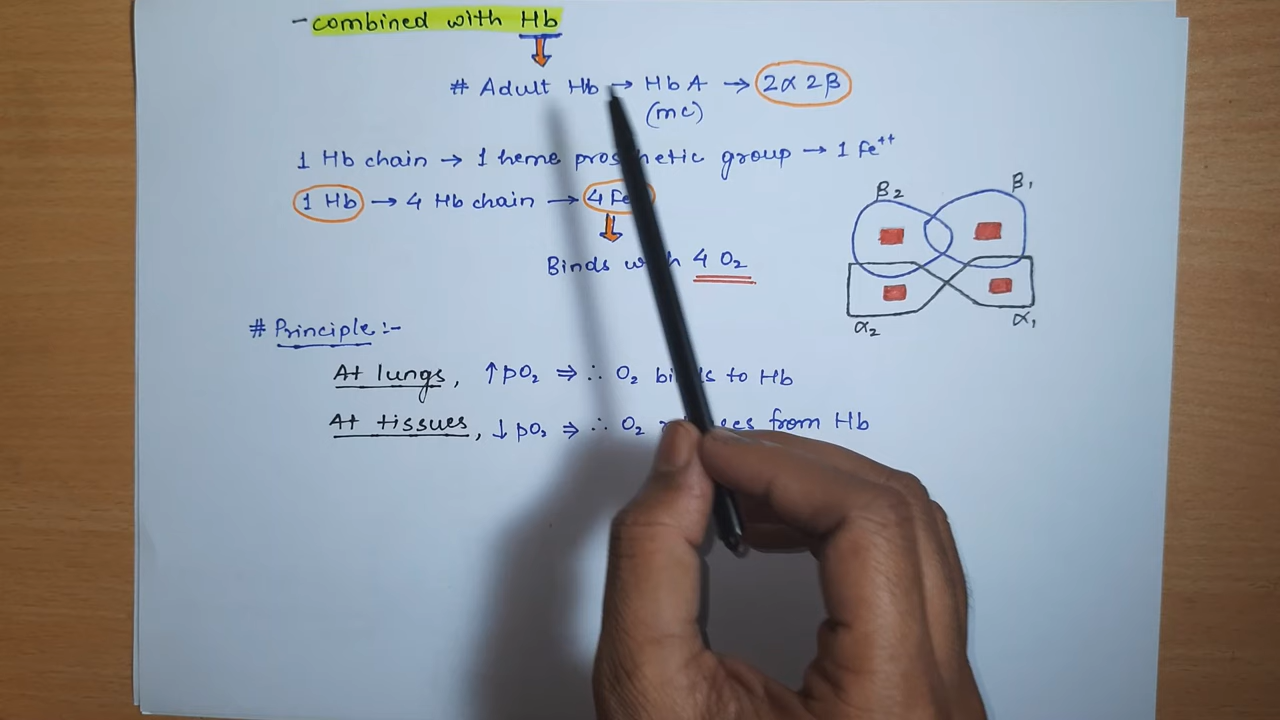 - combined with Hb
# Adult Hb → HbA → 2α 2β
(mc)
1 Hb chain → 1 heme prosthetic group → 1 Fe++
1 Hb → 4 Hb chain → 4 Fe
Binds with 4 O2
β2 β1
α2 α1
# Principle :-
At lungs, ↑ pO2 ⇒ ∴ O2 binds to Hb
At tissues, ↓ pO2 ⇒ ∴ O2 from Hb